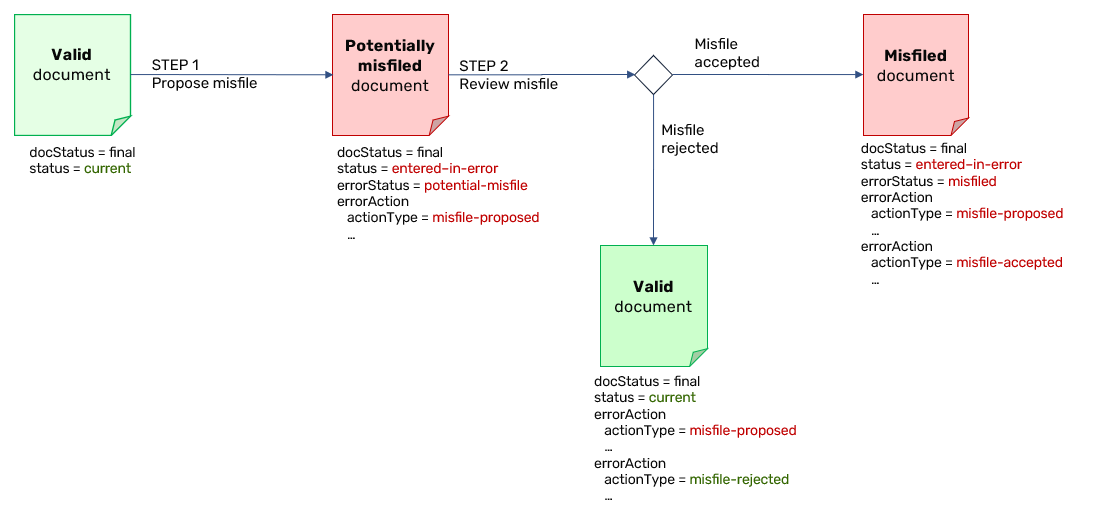 Valid
document
STEP 1
Propose misfile
Potentially
misfiled
document
STEP 2
Review misfile
Misfile
accepted
Misfiled
document
Misfile
rejected
docStatus = final
status = current
docStatus = final
status = entered-in-error
errorStatus = potential-misfile
errorAction
actionType = misfile-proposed
…
docStatus = final
status = entered-in-error
errorStatus = misfiled
errorAction
actionType = misfile-proposed
…
errorAction
actionType = misfile-accepted
…
Valid
document
docStatus = final
status = current
errorAction
actionType = misfile-proposed
…
errorAction
actionType = misfile-rejected
…